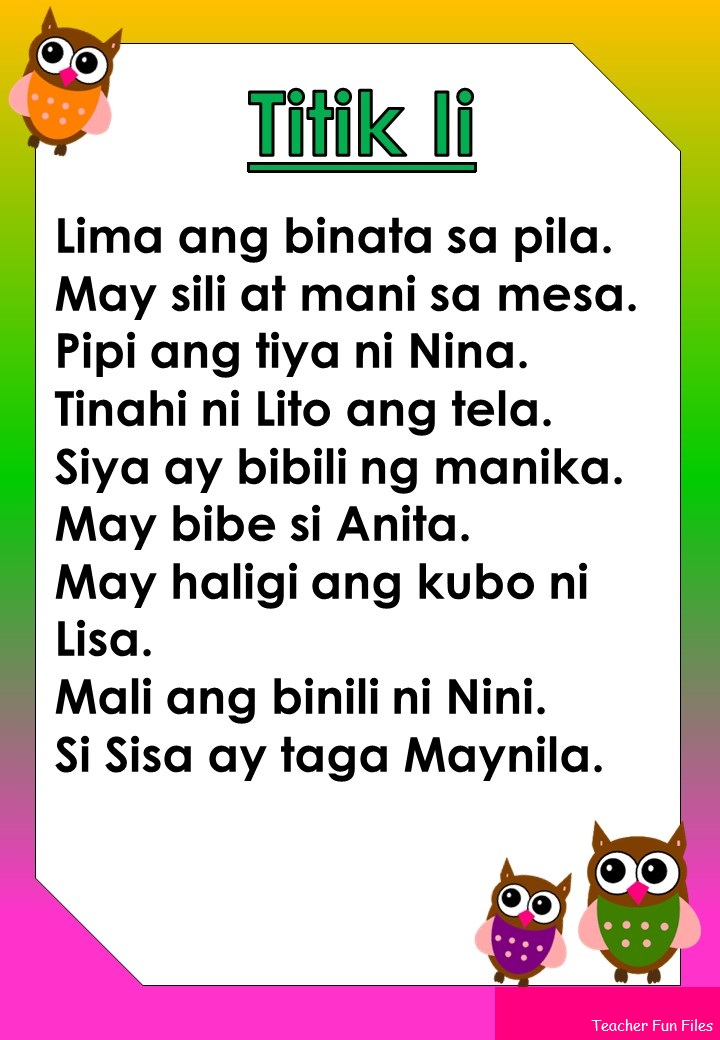 Titik Ii
Lima ang binata sa pila.
May sili at mani sa mesa.
Pipi ang tiya ni Nina.
Tinahi ni Lito ang tela.
Siya ay bibili ng manika.
May bibe si Anita.
May haligi ang kubo ni
Lisa.
Mali ang binili ni Nini.
Si Sisa ay taga Maynila.
Teacher Fun Files